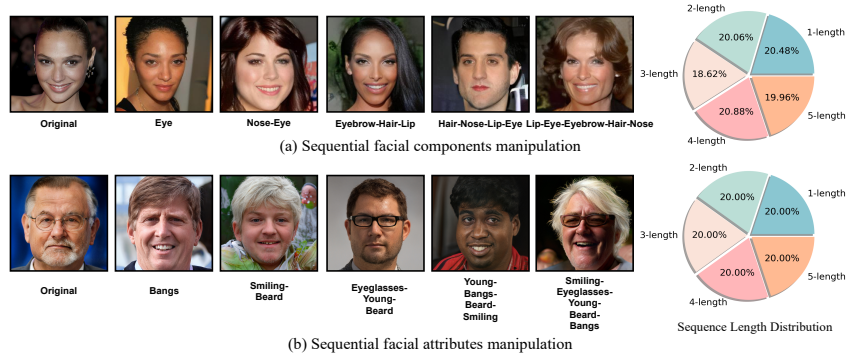 2-length
1-length
20.06%
20.48%
3-length
18.62%
19.96%
20.88%
5-length
4-length
Original
Eye
Nose-Eye
Eyebrow-Hair-Lip
Hair-Nose-Lip-Eye
Lip-Eye-Eyebrow-Hair-Nose
(a) Sequential facial components manipulation
2-length
1-length
20.00%
20.00%
3-length
20.00%
20.00%
20.00%
5-length
4-length
Original
Bangs
Smiling-
Beard
Eyeglasses-
Young-
Beard
Young-
Bangs-
Beard-
Smiling
Smiling-
Eyeglasses-
Young-
Beard-
Bangs
Sequence Length Distribution
(b) Sequential facial attributes manipulation